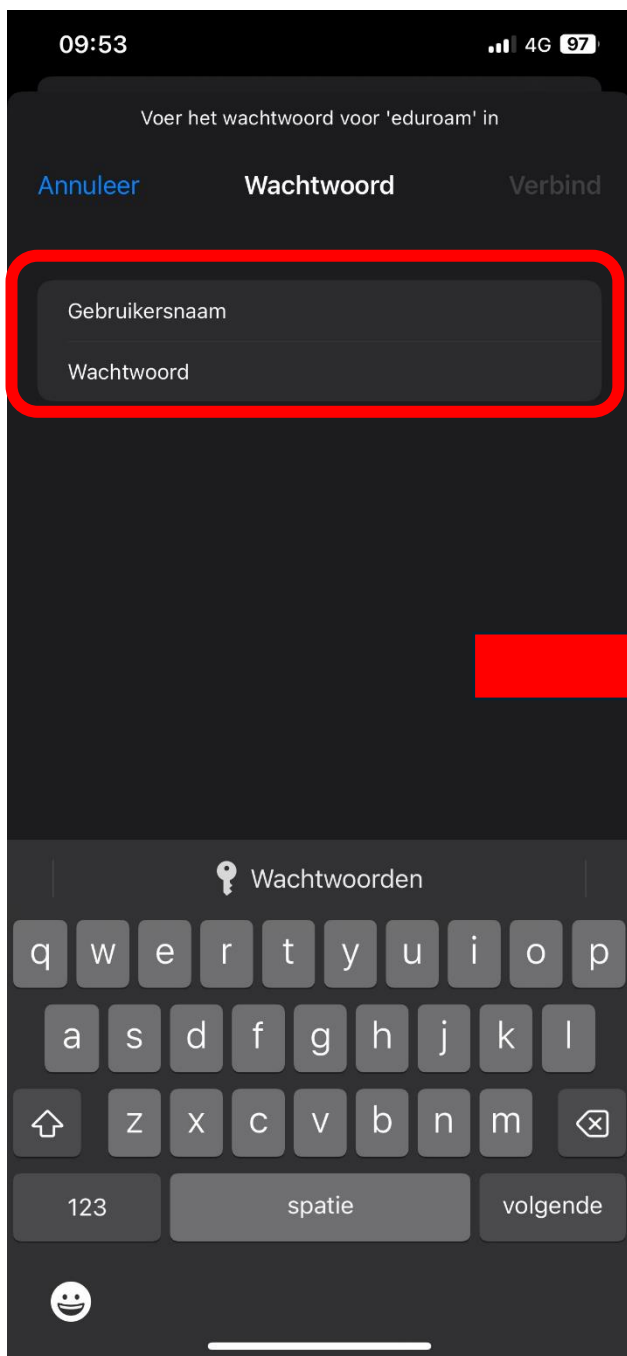 09:53 4G 97
Voer het wachtwoord voor 'eduroam' in
Annuleer Wachtwoord Verbind
Gebruikersnaam
Wachtwoord
Wachtwoorden
q w e r t y u i o p
a s d f g h j k l
z x c v b n m
123 spatie volgende